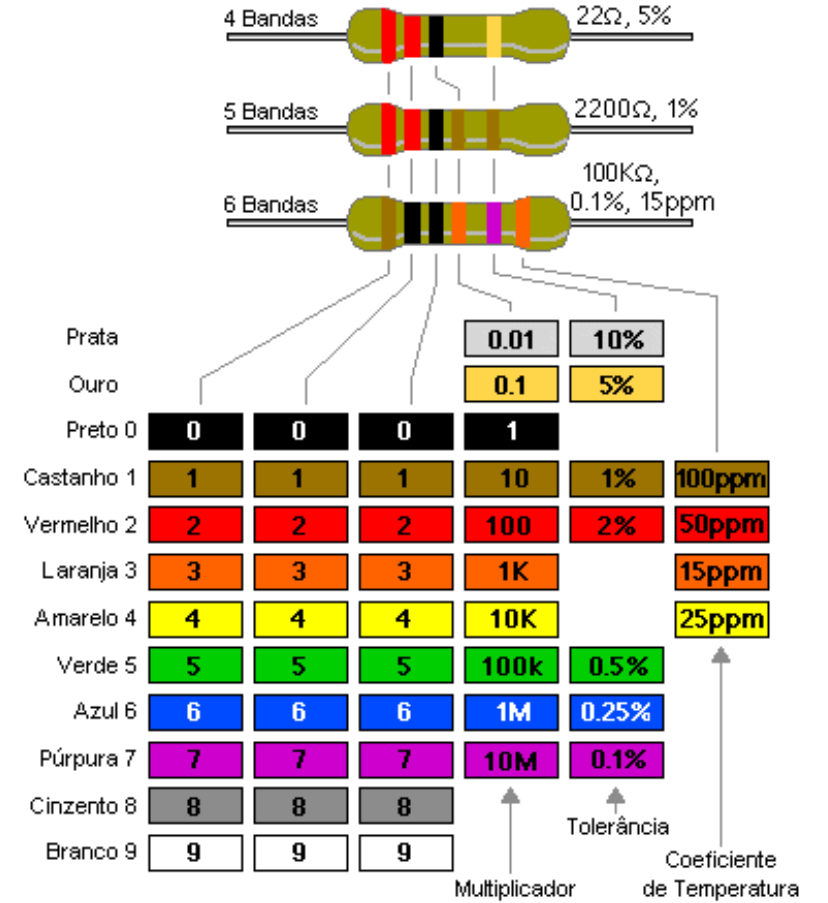 4 Bandas 22Ω, 5%
5 Bandas 2200Ω, 1%
100KΩ,
6 Bandas 0.1%, 15ppm
Prata 0.01 10%
Ouro 0.1 5%
Preto 0 0 0 0 1
Castanho 1 1 1 1 10 1% 100ppm
Vermelho 2 2 2 2 100 2% 50ppm
Laranja 3 3 3 3 1K 15ppm
Amarelo 4 4 4 4 10K 25ppm
Verde 5 5 5 5 100k 0.5%
Azul 6 6 6 6 1M 0.25%
Púrpura 7 7 7 7 10M 0.1%
Cinzento 8 8 8 8
Branco 9 9 9 9
Tolerância
Multiplicador
Coeficiente
de Temperatura